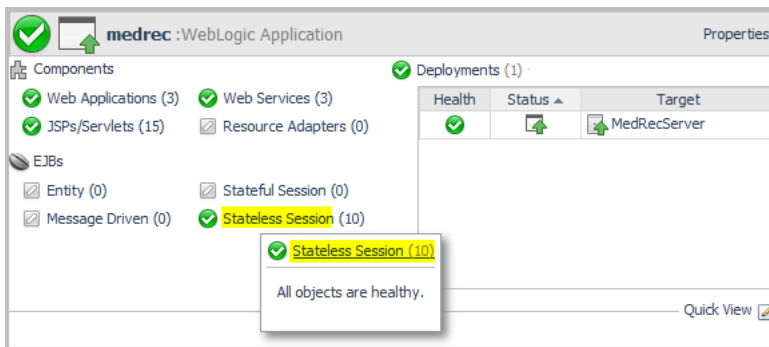 medrec : WebLogic Application Properties
Components
Web Applications (3) Web Services (3)
JSPs/Servlets (15) Resource Adapters (0)
EJBs
Entity (0) Stateful Session (0)
Message Driven (0) Stateless Session (10)
Stateless Session (10)
All objects are healthy.
Deployments (1)
Health Status Target
MedRecServer
Quick View